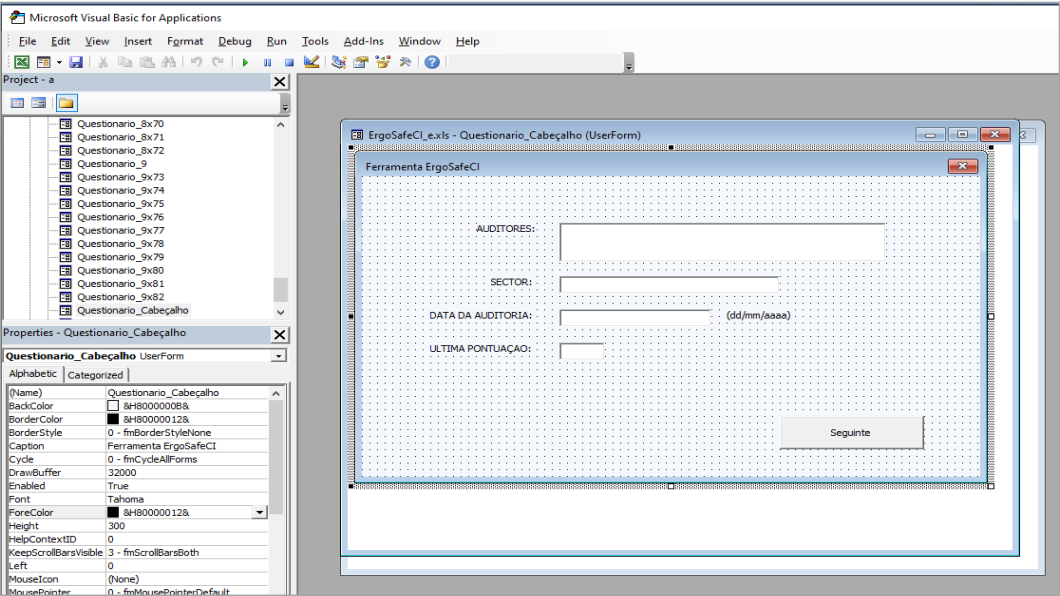 Microsoft Visual Basic for Applications
File Edit View Insert Format Debug Run Tools Add-Ins Window Help
Project - a
Questionario_8x70
Questionario_8x71
Questionario_8x72
Questionario_9
Questionario_9x73
Questionario_9x74
Questionario_9x75
Questionario_9x76
Questionario_9x77
Questionario_9x78
Questionario_9x79
Questionario_9x80
Questionario_9x81
Questionario_9x82
Questionario_Cabeçalho
Properties - Questionario_Cabeçalho
Questionario_Cabeçalho UserForm
Alphabetic Categorized
(Name) Questionario_Cabeçalho
BackColor &H8000000B&
BorderColor &H80000012&
BorderStyle 0 - fmBorderStyleNone
Caption Ferramenta ErgoSafeCI
Cycle 0 - fmCycleAllForms
DrawBuffer 32000
Enabled True
Font Tahoma
ForeColor &H80000012&
Height 300
HelpContextID 0
KeepScrollBarsVisible 3 - fmScrollBarsBoth
Left 0
MouseIcon (None)
MousePointer 0 - fmMousePointerDefault
ErgoSafeCI_e.xls - Questionario_Cabeçalho (UserForm)
Ferramenta ErgoSafeCI
AUDITORES:
SECTOR:
DATA DA AUDITORIA: (dd/mm/aaaa)
ULTIMA PONTUAÇAO:
Seguinte